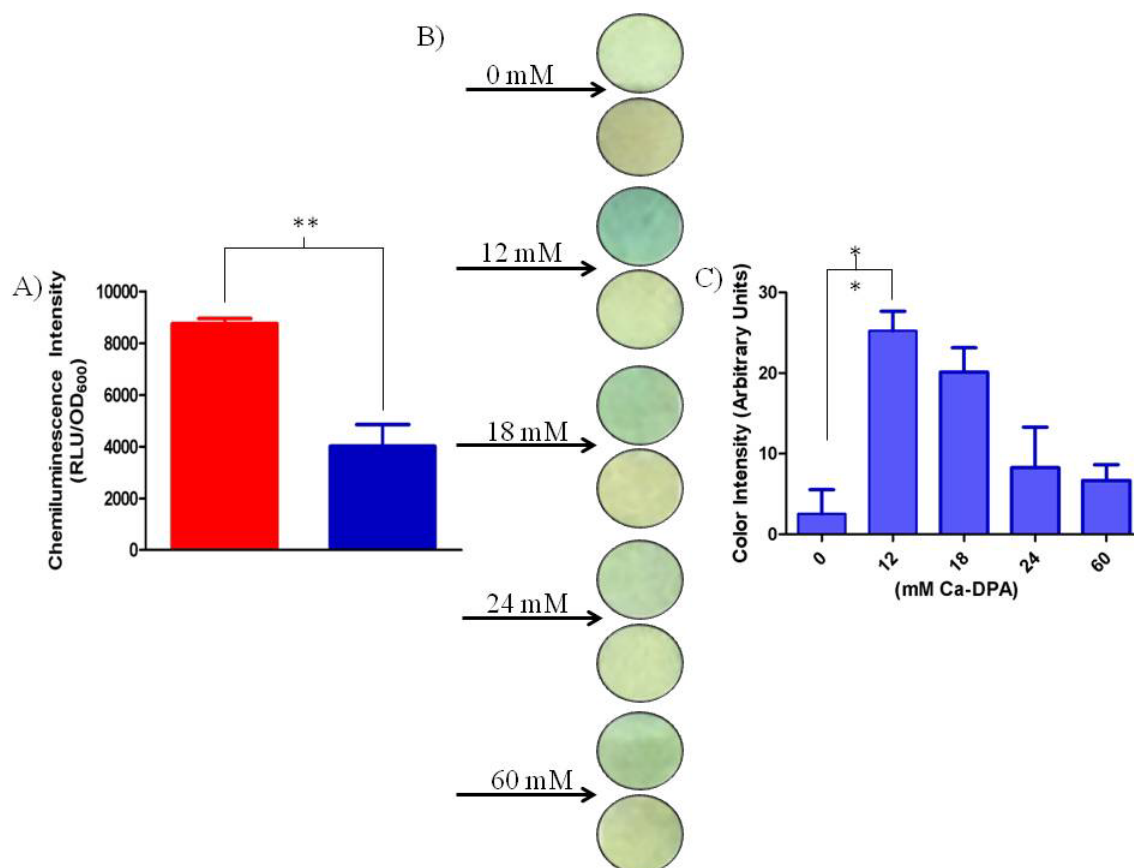 A)
Chemiluminescence Intensity
(RLU/OD600)
10000
8000
6000
4000
2000
0
**
B)
0 mM
12 mM
18 mM
24 mM
60 mM
C)
Color Intensity (Arbitrary Units)
30
20
10
0
*
*
0 12 18 24 60
(mM Ca-DPA)